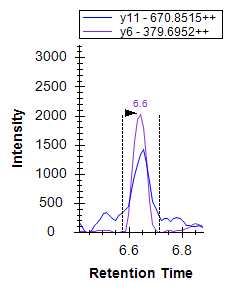 y11 - 670.8515++
y6 - 379.6952++
3000
2500
2000
1500
1000
500
0
Intensity
6.6
6.6 6.8
Retention Time